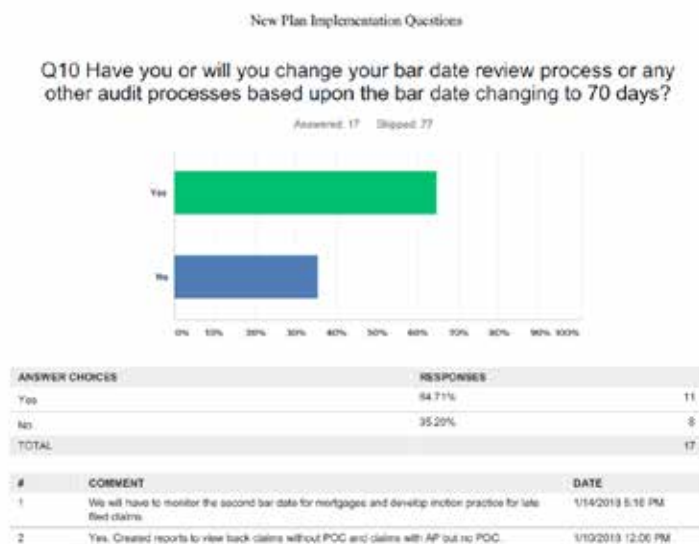 New Plan Implementation Questions
Q10 Have you or will you change your bar date review process or any
other audit processes based upon the bar date changing to 70 days?
Answered: 17 Skipped: 77
Yes
No
0% 10% 20% 30% 40% 50% 60% 70% 80% 90% 100%
ANSWER CHOICES RESPONSES
Yes 64.71% 11
No 35.29% 6
TOTAL 17
# COMMENT DATE
1 We will have to monitor the second bar date for mortgages and develop motion practice for late
filed claims.
1/14/2018 PM
2 Yes. Created reports to view back claims without POC and claims with AP but no POC.
1/10/2018 12:06 PM